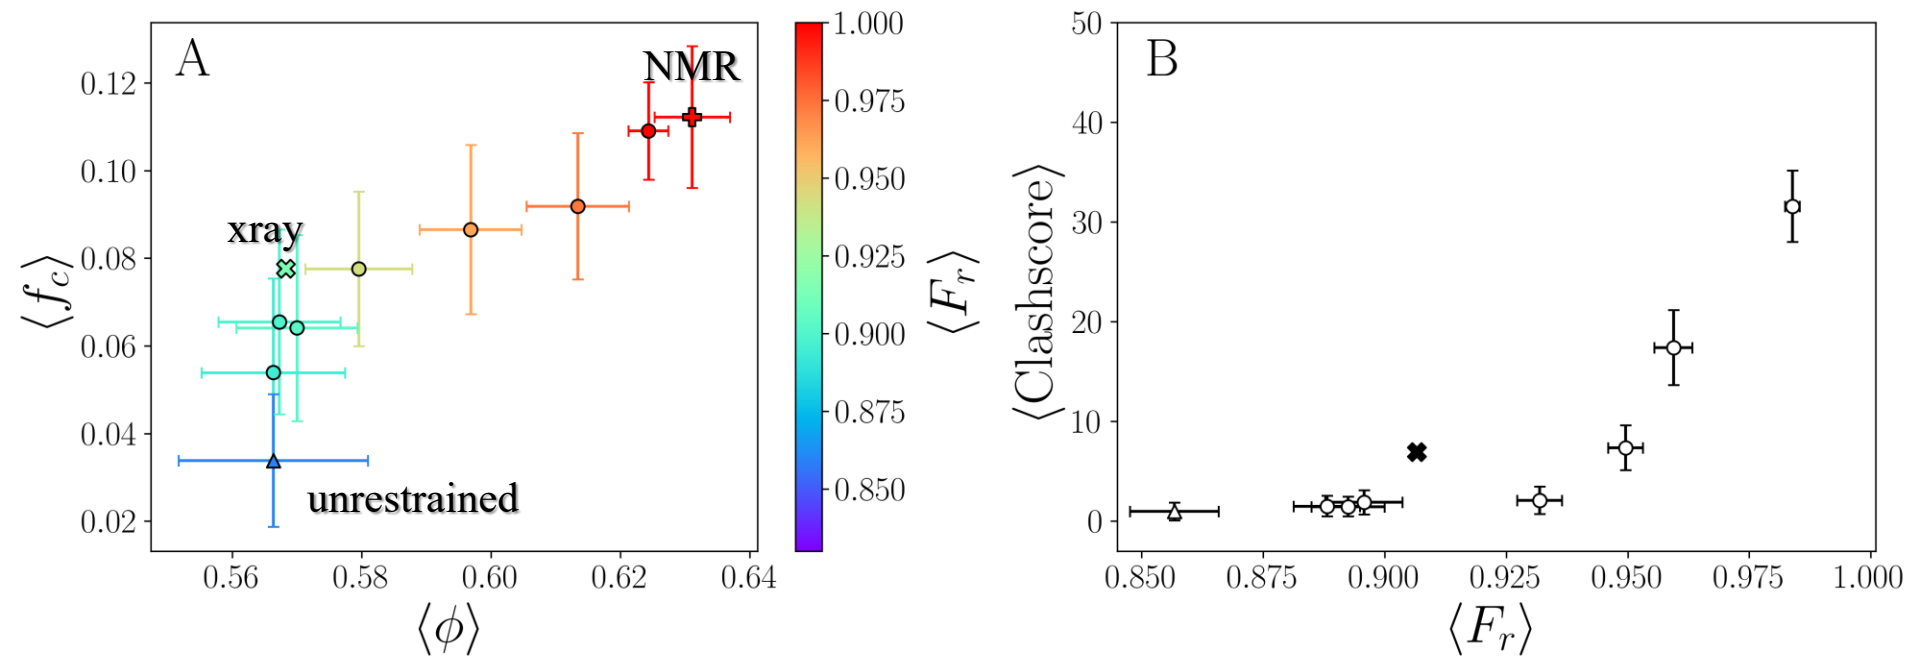 A
NMR
xray
unrestrained
0.12
0.10
0.08
0.06
0.04
0.02
⟨f_c⟩
0.56 0.58 0.60 0.62 0.64
⟨ϕ⟩
1.000
0.975
0.950
0.925
0.900
0.875
0.850
⟨F_r⟩
B
50
40
30
20
10
0
⟨Clashscore⟩
0.850 0.875 0.900 0.925 0.950 0.975 1.000
⟨F_r⟩